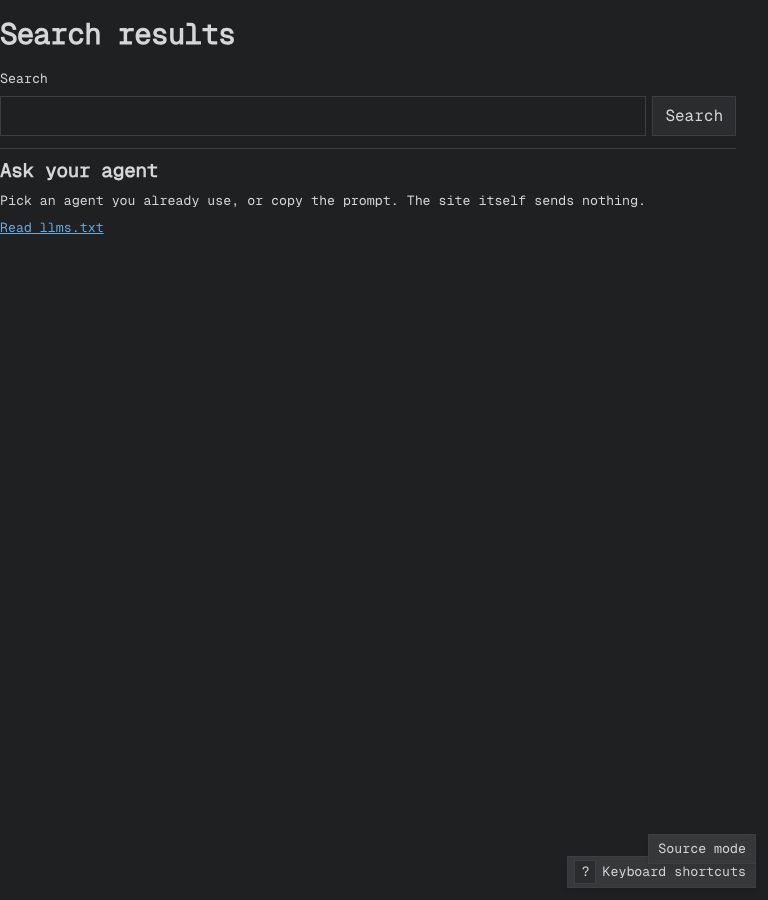 Search results
Search
Search
Ask your agent
Pick an agent you already use, or copy the prompt. The site itself sends nothing.
Read llms.txt
Source mode
? Keyboard shortcuts